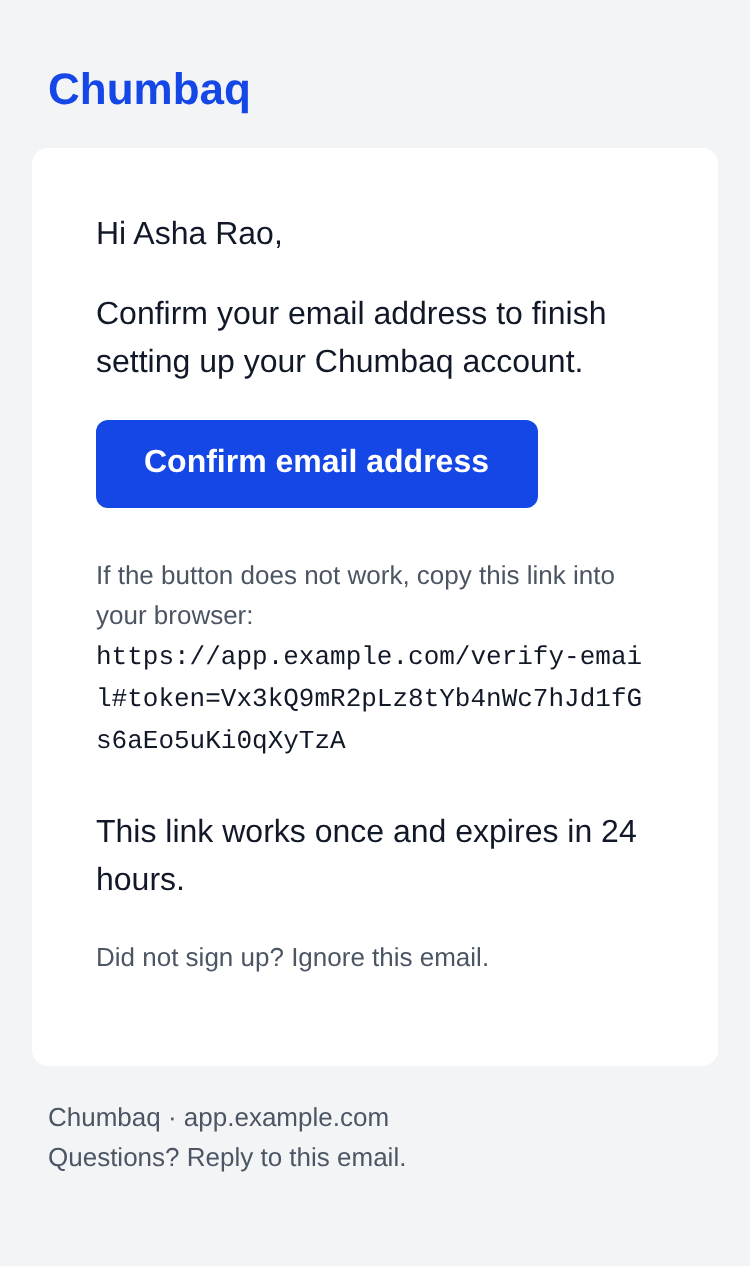 Chumbaq
Hi Asha Rao,
Confirm your email address to finish
setting up your Chumbaq account.
Confirm email address
If the button does not work, copy this link into
your browser:
https://app.example.com/verify-emai
l#token=Vx3kQ9mR2pLz8tYb4nWc7hJd1fG
s6aEo5uKi0qXyTzA
This link works once and expires in 24
hours.
Did not sign up? Ignore this email.
Chumbaq · app.example.com
Questions? Reply to this email.